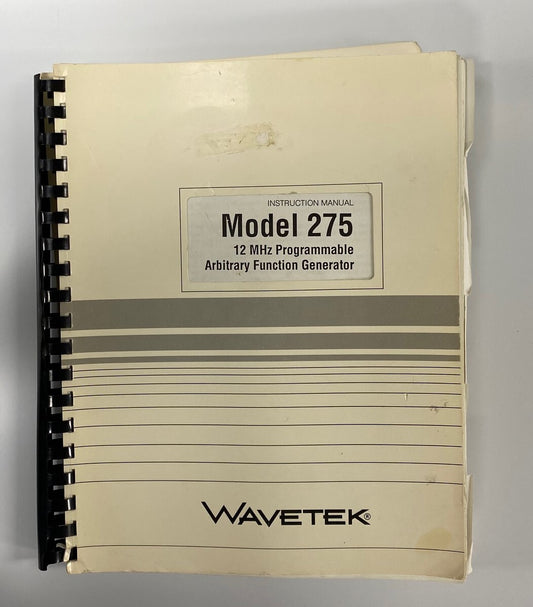 INSTRUCTION MANUAL
Model 275
12 MHz Programmable
Arbitrary Function Generator
WAVETEK®